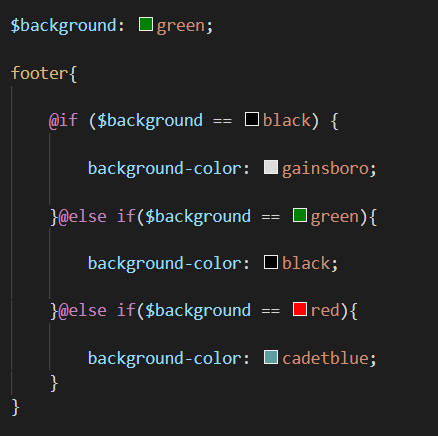 $background: green;
footer{
@if ($background == black) {
background-color: gainsboro;
}@else if($background == green){
background-color: black;
}@else if($background == red){
background-color: cadetblue;
}
}